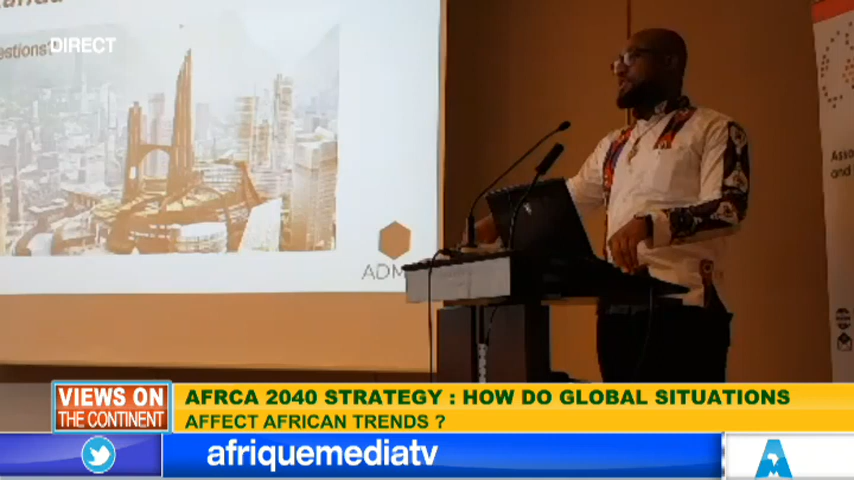 estions?
DIRECT
ADM
Asso
and
VIEWS ON
THE CONTINENT
AFRCA 2040 STRATEGY : HOW DO GLOBAL SITUATIONS
AFFECT AFRICAN TRENDS ?
afriquemediatv